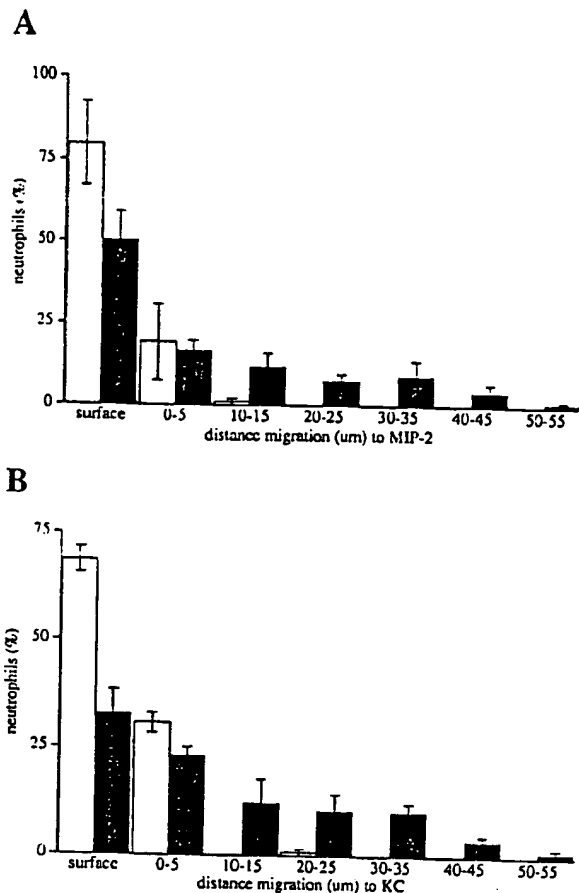 A
100
75
50
25
0
neutrophils (%)
surface 0-5 10-15 20-25 30-35 40-45 50-55
distance migration (um) to MIP-2
B
75
50
25
0
neutrophils (%)
surface 0-5 10-15 20-25 30-35 40-45 50-55
distance migration (um) to KC